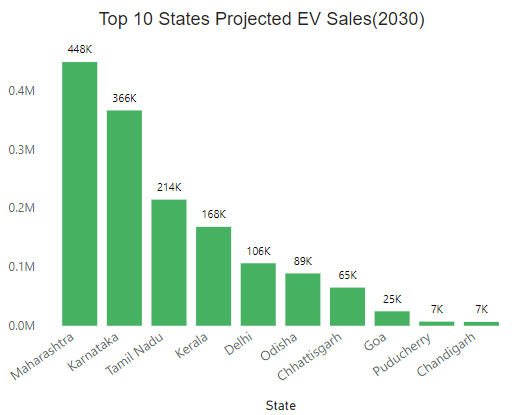 Top 10 States Projected EV Sales(2030)
448K
366K
214K
168K
106K
89K
65K
25K
7K
7K
0.4M
0.3M
0.2M
0.1M
0.0M
Maharashtra
Karnataka
Tamil Nadu
Kerala
Delhi
Odisha
Chhattisgarh
Goa
Puducherry
Chandigarh
State